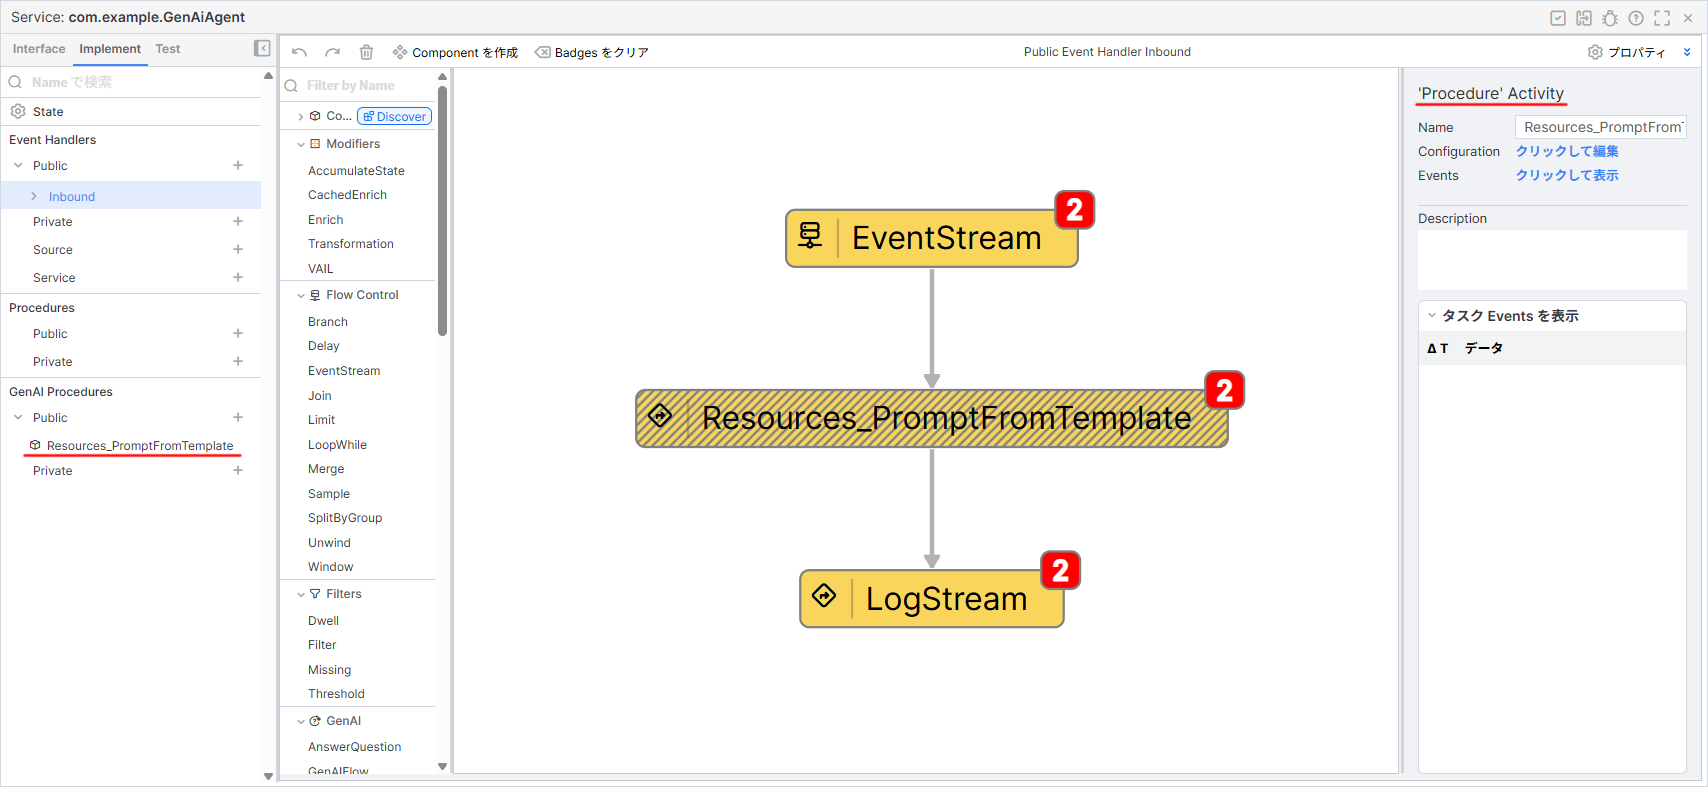 Service: com.example.GenAiAgent
Interface
Implement
Test
Name で検索
State
Event Handlers
Public
Inbound
Private
Source
Service
Procedures
Public
Private
GenAI Procedures
Public
Resources_PromptFromTemplate
Private
Component を作成
Badges をクリア
Public Event Handler Inbound
プロパティ
Filter by Name
Co...
Discover
Modifiers
AccumulateState
CachedEnrich
Enrich
Transformation
VAIL
Flow Control
Branch
Delay
EventStream
Join
Limit
LoopWhile
Merge
Sample
SplitByGroup
Unwind
Window
Filters
Dwell
Filter
Missing
Threshold
GenAI
AnswerQuestion
GenAIFlow
EventStream
2
Resources_PromptFromTemplate
2
LogStream
2
'Procedure' Activity
Name
Resources_PromptFrom
Configuration
クリックして編集
Events
クリックして表示
Description
タスク Events を表示
Δ T
データ